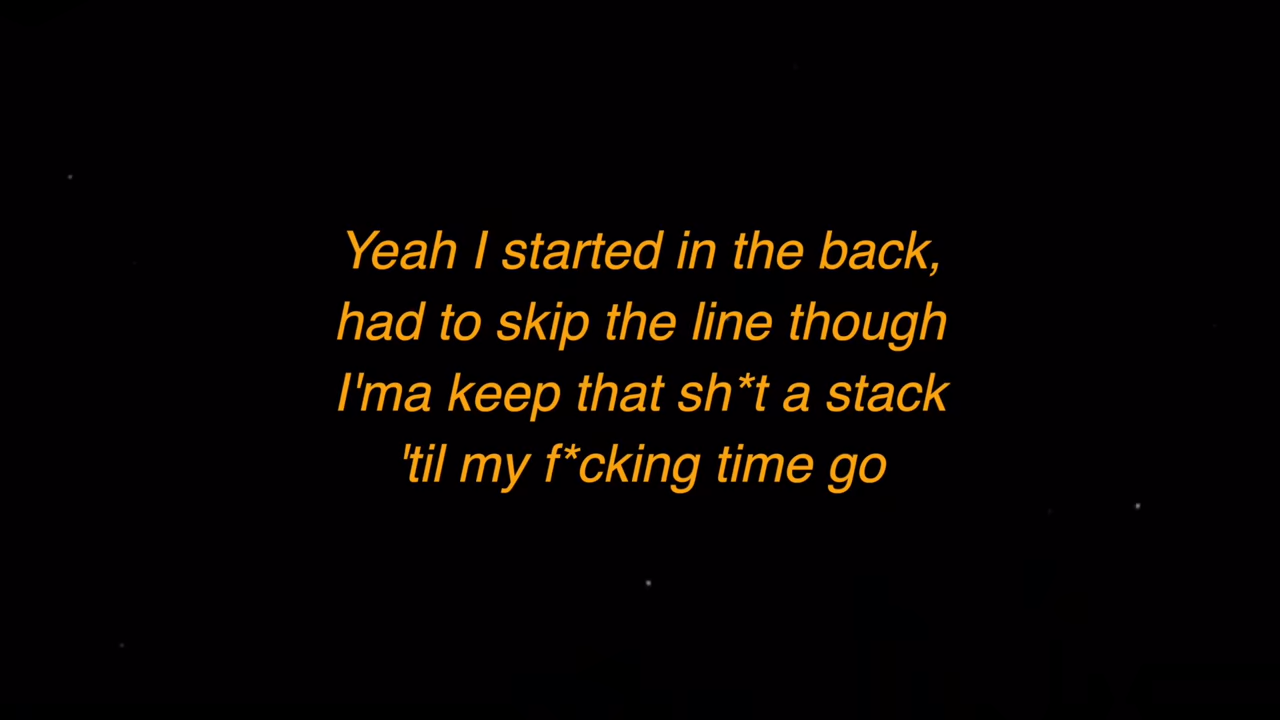 Yeah I started in the back,
had to skip the line though
I'ma keep that sh*t a stack
'til my f*cking time go